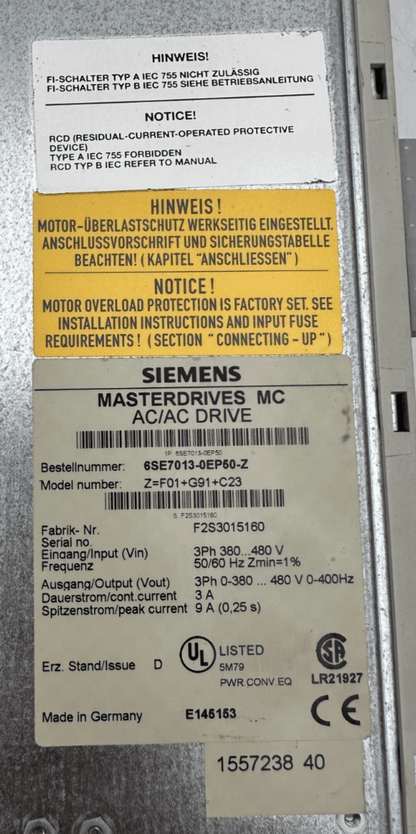 HINWEIS!
FI-SCHALTER TYP A IEC 755 NICHT ZULÄSSIG
FI-SCHALTER TYP B IEC 755 SIEHE BETRIEBSANLEITUNG
NOTICE!
RCD (RESIDUAL-CURRENT-OPERATED PROTECTIVE
DEVICE)
TYPE A IEC 755 FORBIDDEN
RCD TYP B IEC REFER TO MANUAL
HINWEIS!
MOTOR-ÜBERLASTSCHUTZ WERKSEITIG EINGESTELLT.
ANSCHLUSSVORSCHRIFT UND SICHERUNGSTABELLE
BEACHTEN! (KAPITEL "ANSCHLIESSEN")
NOTICE!
MOTOR OVERLOAD PROTECTION IS FACTORY SET. SEE
INSTALLATION INSTRUCTIONS AND INPUT FUSE
REQUIREMENTS! (SECTION "CONNECTING-UP")
SIEMENS
MASTERDRIVES MC
AC/AC DRIVE
1P 6SE7013-0EP50
Bestellnummer: 6SE7013-0EP50-Z
Model number: Z=F01+G91+C23
S F2S3015160
Fabrik- Nr. F2S3015160
Serial no.
Eingang/Input (Vin) 3Ph 380...480 V
Frequenz 50/60 Hz Zmin=1%
Ausgang/Output (Vout) 3Ph 0-380 ... 480 V 0-400Hz
Dauerstrom/cont.current 3 A
Spitzenstrom/peak current 9 A (0,25 s)
Erz. Stand/Issue D UL LISTED SA
5M79
PWR.CONV.EQ LR21927
Made in Germany E145153 CE
1557238 40